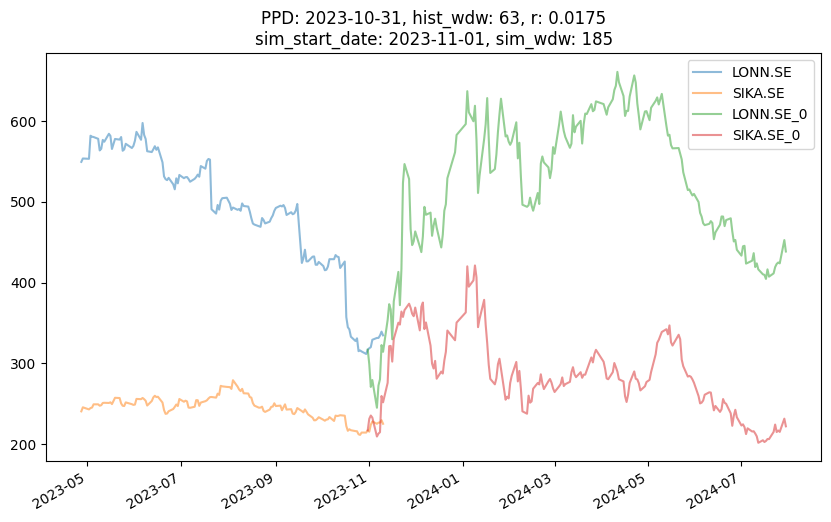 PPD: 2023-10-31, hist_wdw: 63, r: 0.0175
sim_start_date: 2023-11-01, sim_wdw: 185
LONN.SE
SIKA.SE
LONN.SE_0
SIKA.SE_0
600
500
400
300
200
2023-05
2023-07
2023-09
2023-11
2024-01
2024-03
2024-05
2024-07